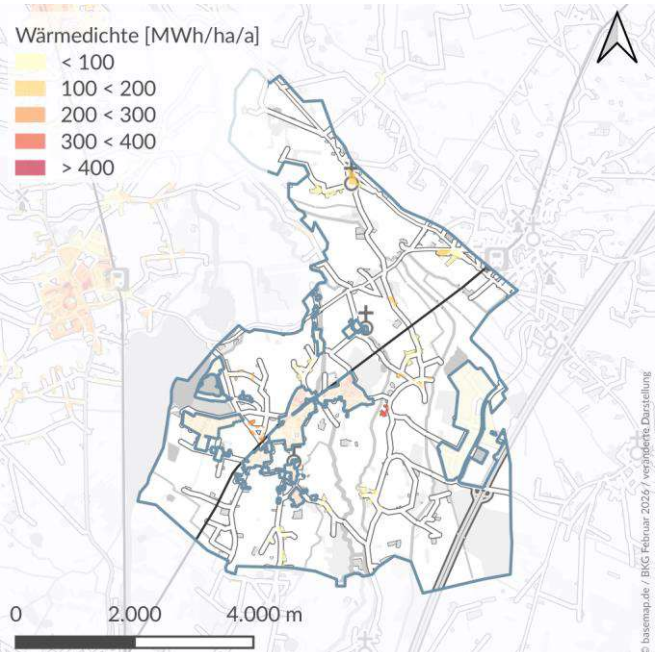 Wärmedichte [MWh/ha/a]
< 100
100 < 200
200 < 300
300 < 400
> 400
0 2.000 4.000 m
© basemap.de / BKG Februar 2026 / veränderte Darstellung